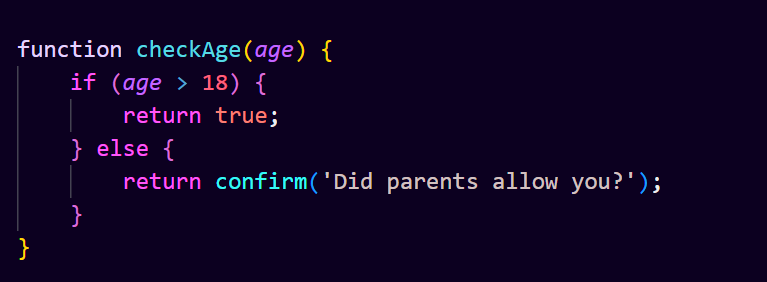 function checkAge(age) {
    if (age > 18) {
        return true;
    } else {
        return confirm('Did parents allow you?');
    }
}